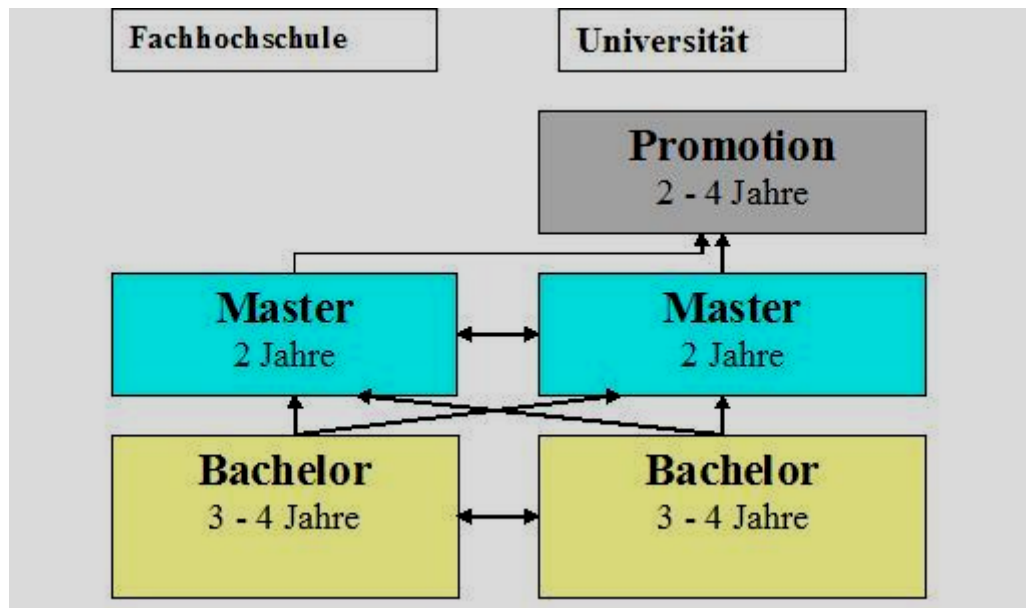 Fachhochschule
Universität
Promotion
2 - 4 Jahre
Master
2 Jahre
Master
2 Jahre
Bachelor
3 - 4 Jahre
Bachelor
3 - 4 Jahre